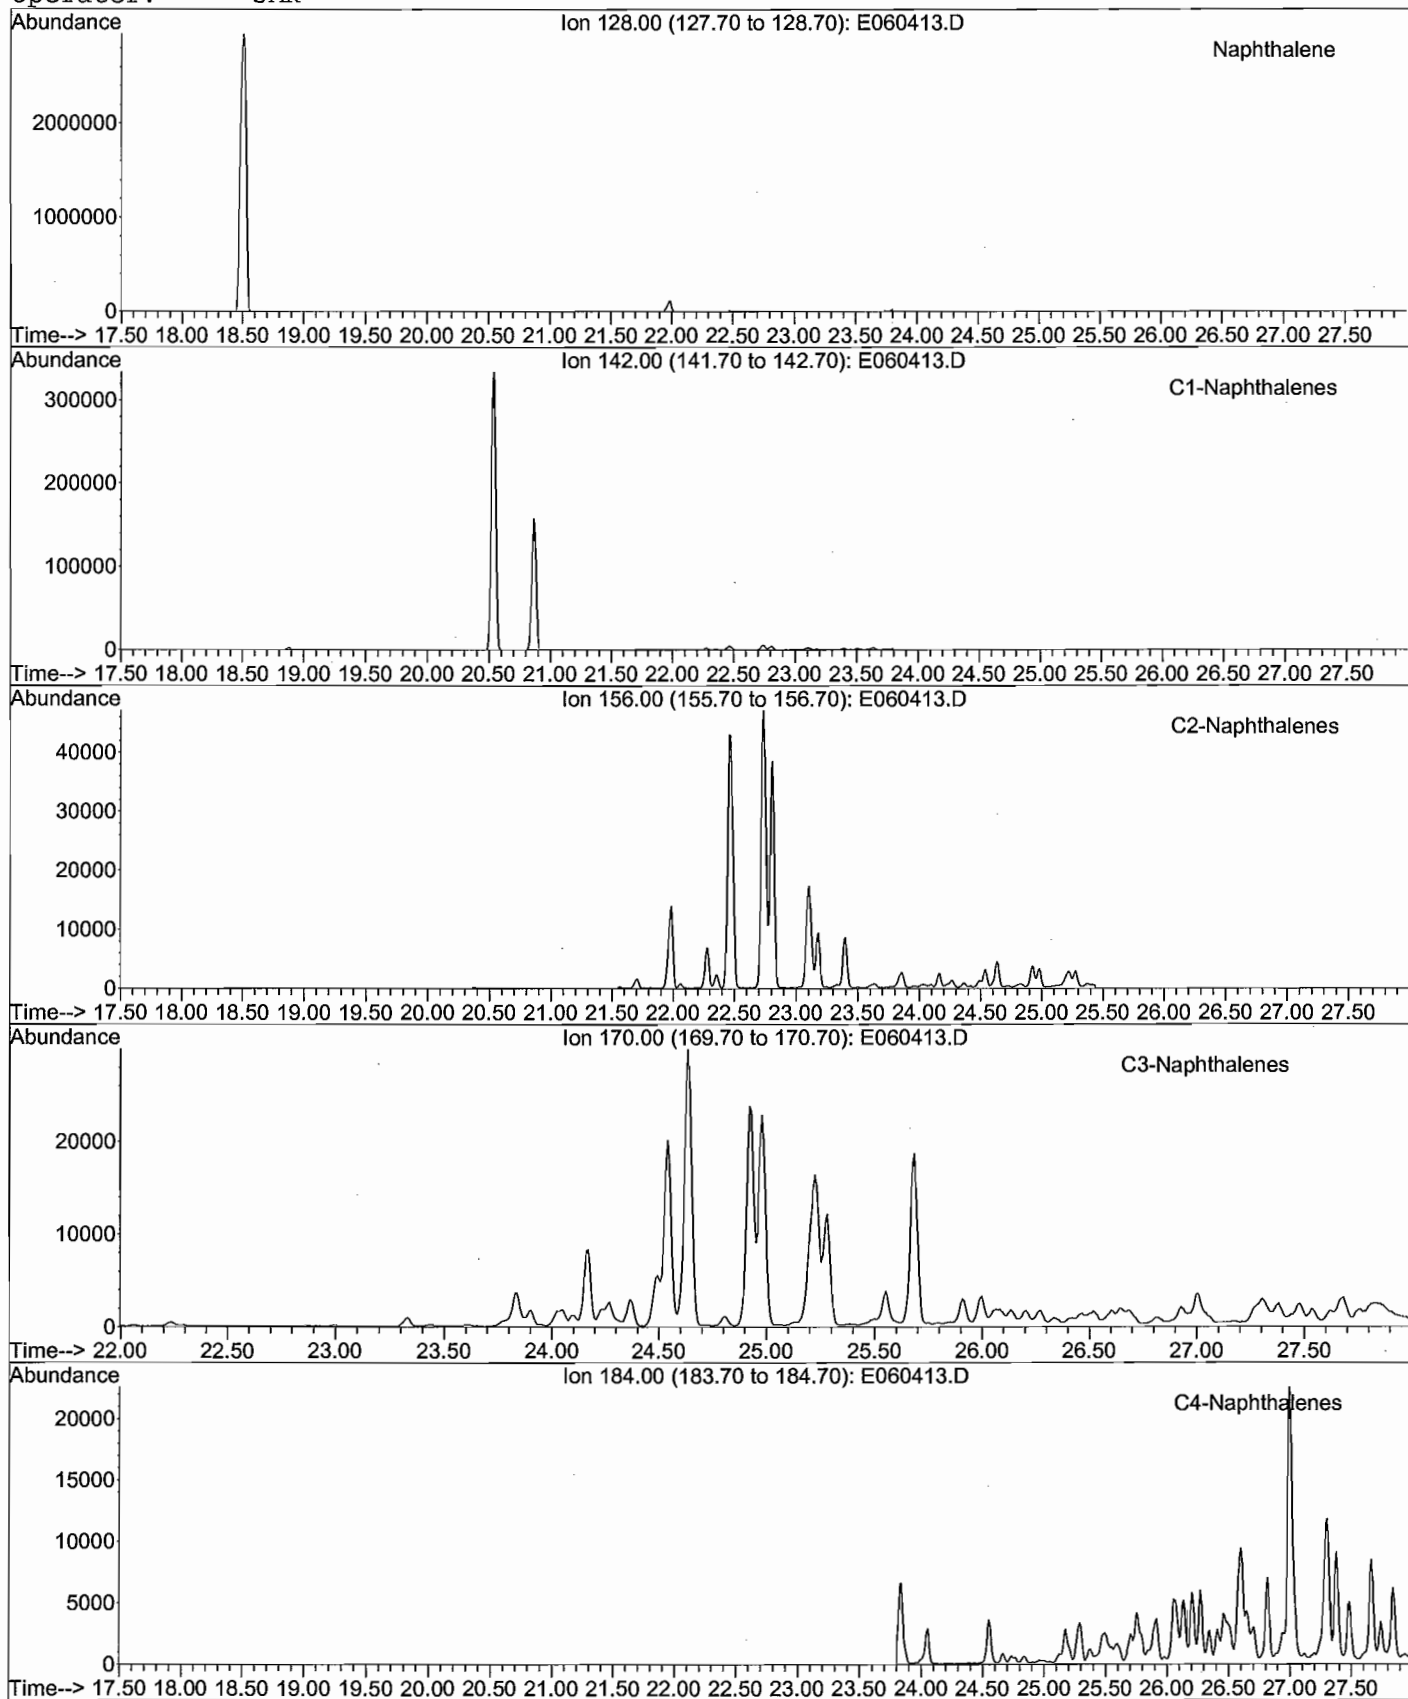 Operator: SAR
Abundance Ion 128.00 (127.70 to 128.70): E060413.D
Naphthalene
2000000
1000000
0
Time--> 17.50 18.00 18.50 19.00 19.50 20.00 20.50 21.00 21.50 22.00 22.50 23.00 23.50 24.00 24.50 25.00 25.50 26.00 26.50 27.00 27.50
Abundance Ion 142.00 (141.70 to 142.70): E060413.D
C1-Naphthalenes
300000
200000
100000
0
Time--> 17.50 18.00 18.50 19.00 19.50 20.00 20.50 21.00 21.50 22.00 22.50 23.00 23.50 24.00 24.50 25.00 25.50 26.00 26.50 27.00 27.50
Abundance Ion 156.00 (155.70 to 156.70): E060413.D
C2-Naphthalenes
40000
30000
20000
10000
0
Time--> 17.50 18.00 18.50 19.00 19.50 20.00 20.50 21.00 21.50 22.00 22.50 23.00 23.50 24.00 24.50 25.00 25.50 26.00 26.50 27.00 27.50
Abundance Ion 170.00 (169.70 to 170.70): E060413.D
C3-Naphthalenes
20000
10000
0
Time--> 22.00 22.50 23.00 23.50 24.00 24.50 25.00 25.50 26.00 26.50 27.00 27.50
Abundance Ion 184.00 (183.70 to 184.70): E060413.D
C4-Naphthalenes
20000
15000
10000
5000
0
Time--> 17.50 18.00 18.50 19.00 19.50 20.00 20.50 21.00 21.50 22.00 22.50 23.00 23.50 24.00 24.50 25.00 25.50 26.00 26.50 27.00 27.50